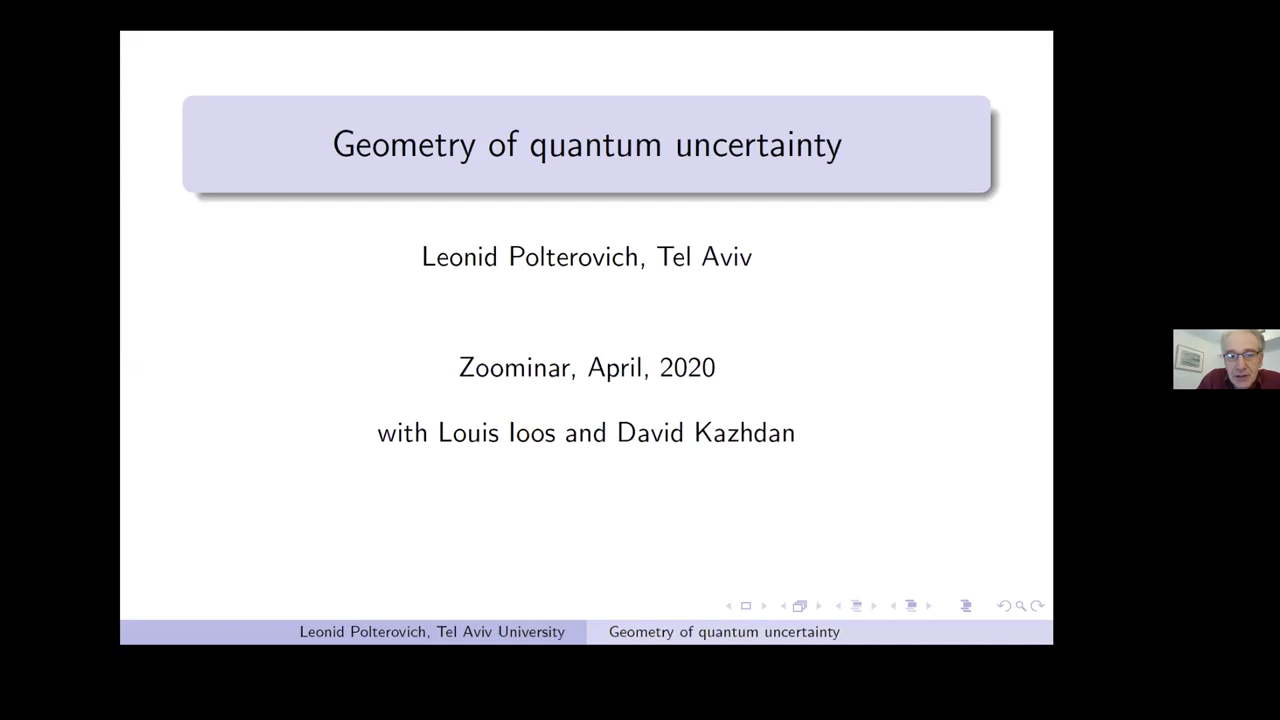 Geometry of quantum uncertainty
Leonid Polterovich, Tel Aviv
Zoominar, April, 2020
with Louis Ioos and David Kazhdan
Leonid Polterovich, Tel Aviv University
Geometry of quantum uncertainty